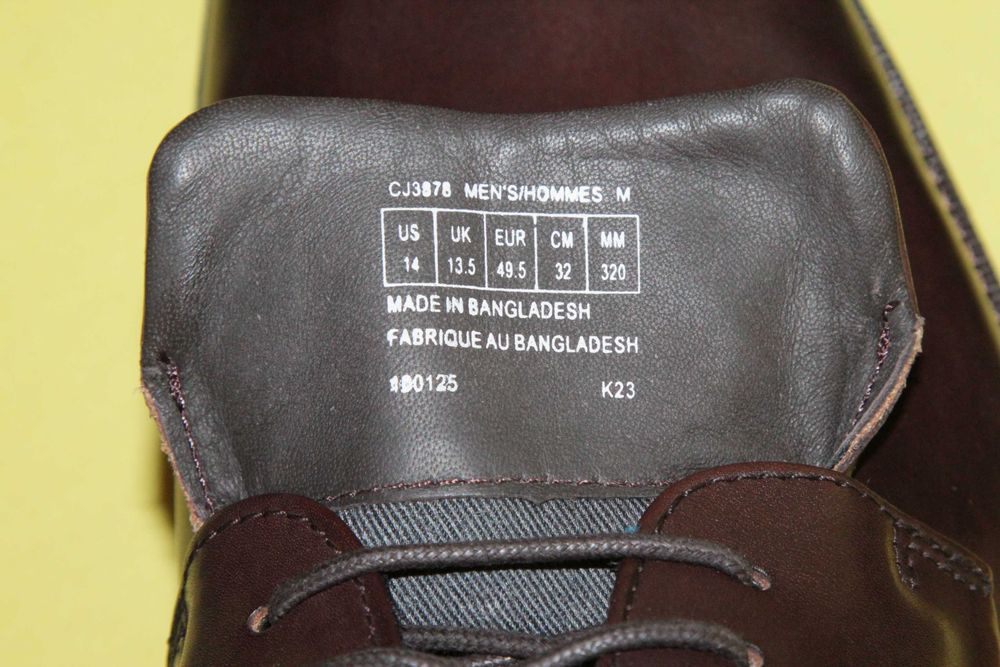 CJ3878 MEN'S/HOMMES M
US UK EUR CM MM
14 13.5 49.5 32 320
MADE IN BANGLADESH
FABRIQUE AU BANGLADESH
K23